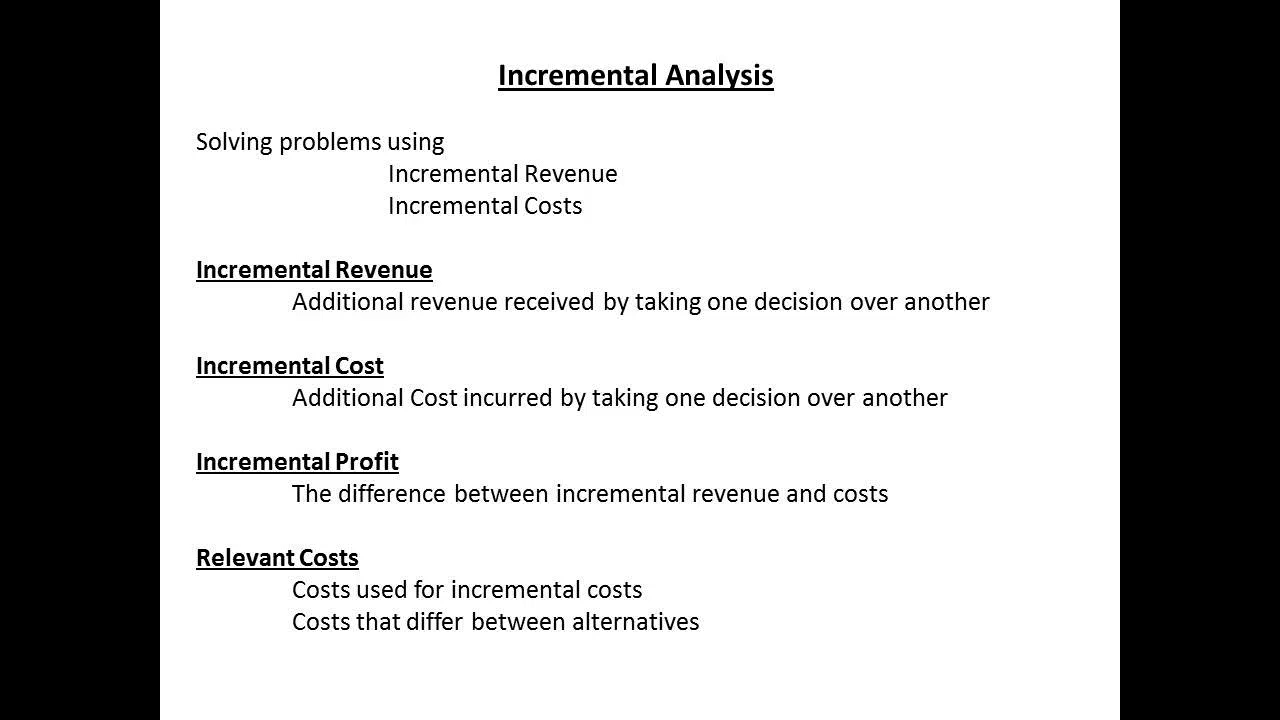 Incremental Analysis
Solving problems using
Incremental Revenue
Incremental Costs
Incremental Revenue
Additional revenue received by taking one decision over another
Incremental Cost
Additional Cost incurred by taking one decision over another
Incremental Profit
The difference between incremental revenue and costs
Relevant Costs
Costs used for incremental costs
Costs that differ between alternatives